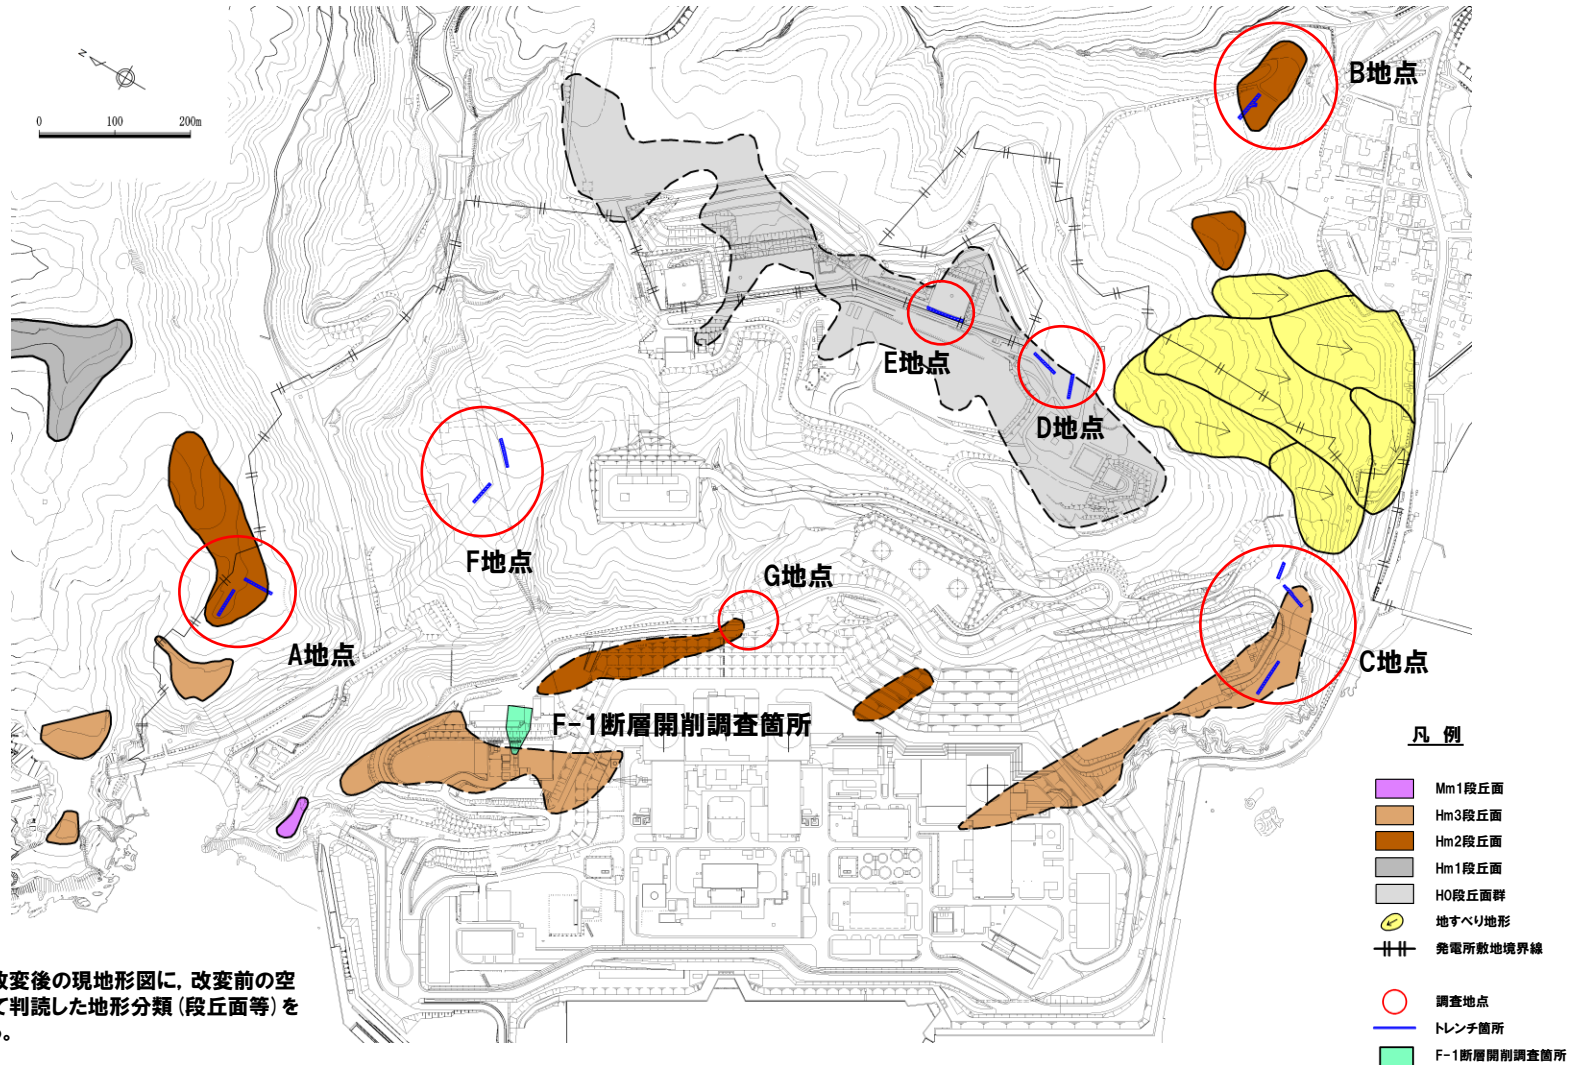 N
0 100 200m
B地点
E地点
D地点
F地点
G地点
A地点
C地点
F-1断層開削調査箇所
凡 例
Mm1段丘面
Hm3段丘面
Hm2段丘面
Hm1段丘面
H0段丘面群
地すべり地形
発電所敷地境界線
調査地点
トレンチ箇所
F-1断層開削調査箇所
改変後の現地形図に，改変前の空
て判読した地形分類（段丘面等）を
。